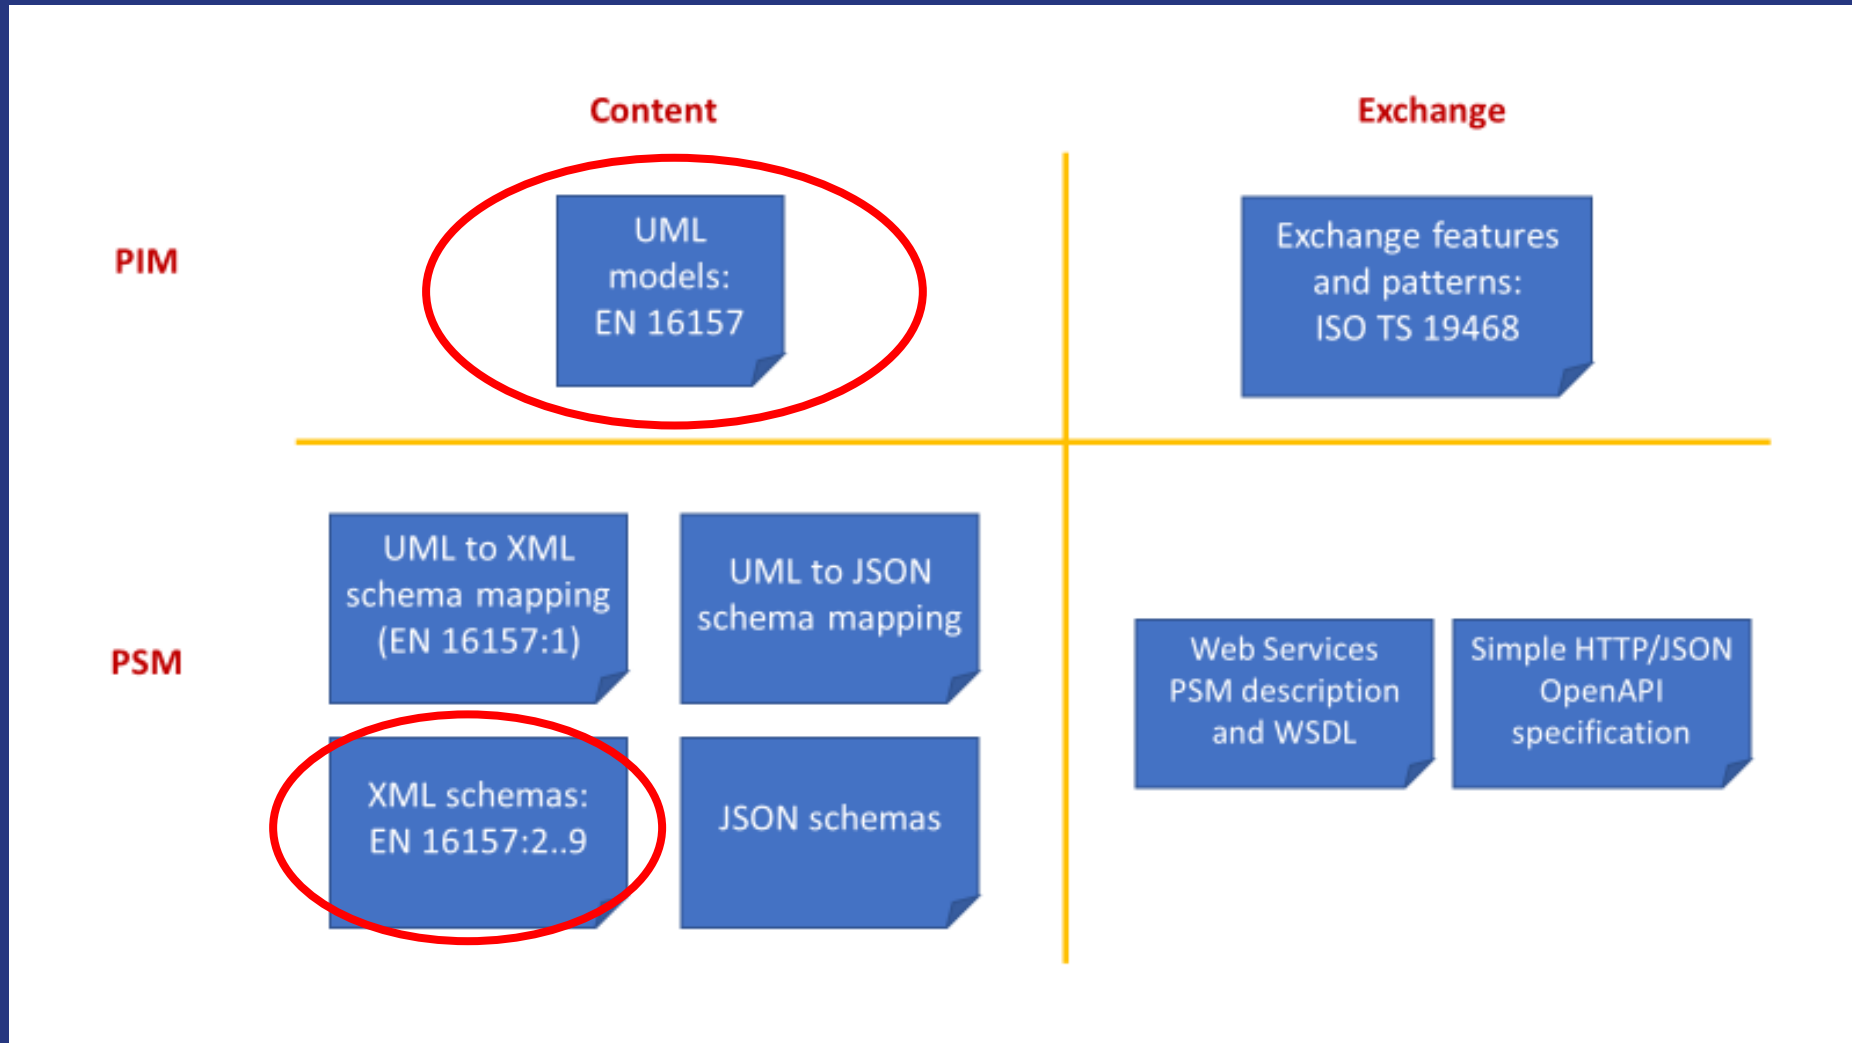 Content
Exchange
PIM
UML
models:
EN 16157
Exchange features
and patterns:
ISO TS 19468
PSM
UML to XML
schema mapping
(EN 16157:1)
UML to JSON
schema mapping
XML schemas:
EN 16157:2..9
JSON schemas
Web Services
PSM description
and WSDL
Simple HTTP/JSON
OpenAPI
specification